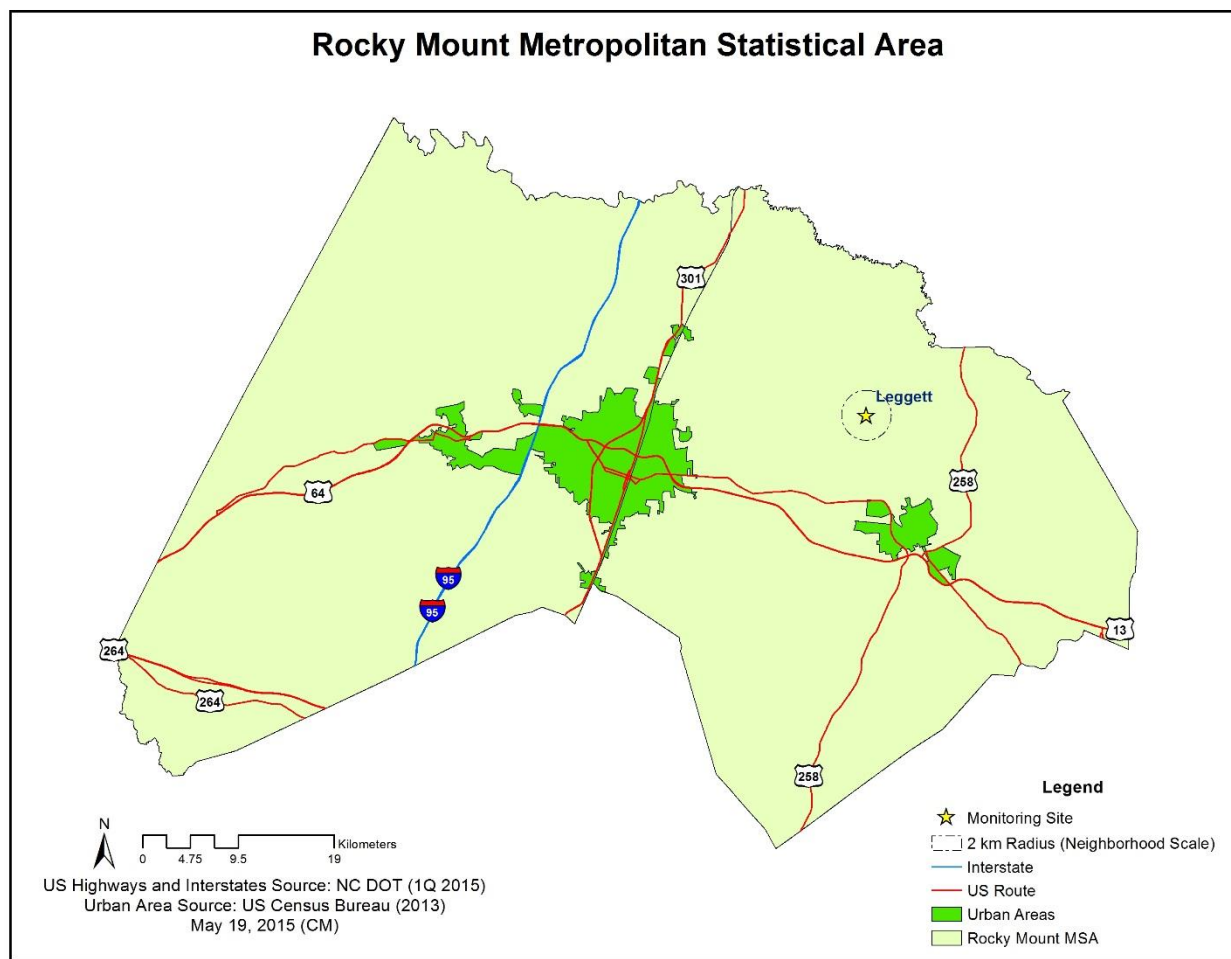 Rocky Mount Metropolitan Statistical Area
301
Leggett
258
64
95
95
13
264
264
258
Legend
Monitoring Site
2 km Radius (Neighborhood Scale)
Interstate
US Route
Urban Areas
Rocky Mount MSA
N
Kilometers
0 4.75 9.5 19
US Highways and Interstates Source: NC DOT (1Q 2015)
Urban Area Source: US Census Bureau (2013)
May 19, 2015 (CM)